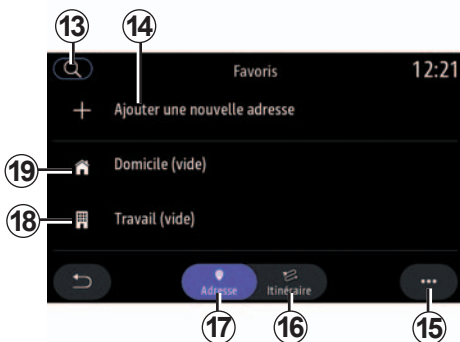 13 14
Favoris 12:21
Ajouter une nouvelle adresse
19 Domicile (vide)
18 Travail (vide)
Adresse Itinéraire
17 16 15